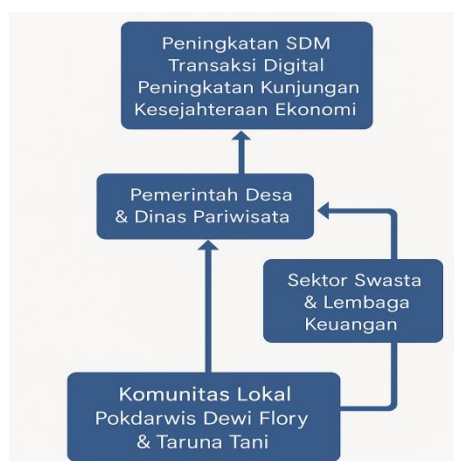 Peningkatan SDM
Transaksi Digital
Peningkatan Kunjungan
Kesejahteraan Ekonomi
Pemerintah Desa
& Dinas Pariwisata
Sektor Swasta
& Lembaga
Keuangan
Komunitas Lokal
Pokdarwis Dewi Flory
& Taruna Tani